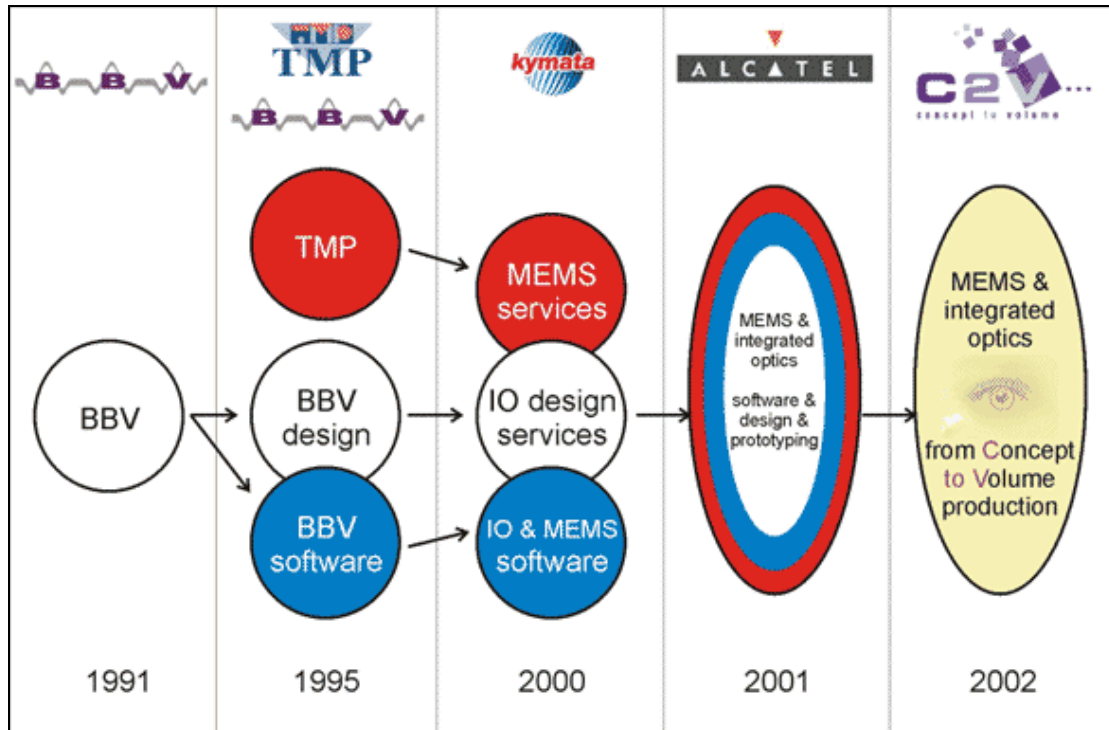 BBV
TMP
BBV
kymata
ALCATEL
C2V...
concept to volume
BBV
TMP
BBV
design
BBV
software
MEMS
services
IO design
services
IO & MEMS
software
MEMS &
integrated
optics
software &
design &
prototyping
MEMS &
integrated
optics
from Concept
to Volume
production
1991
1995
2000
2001
2002